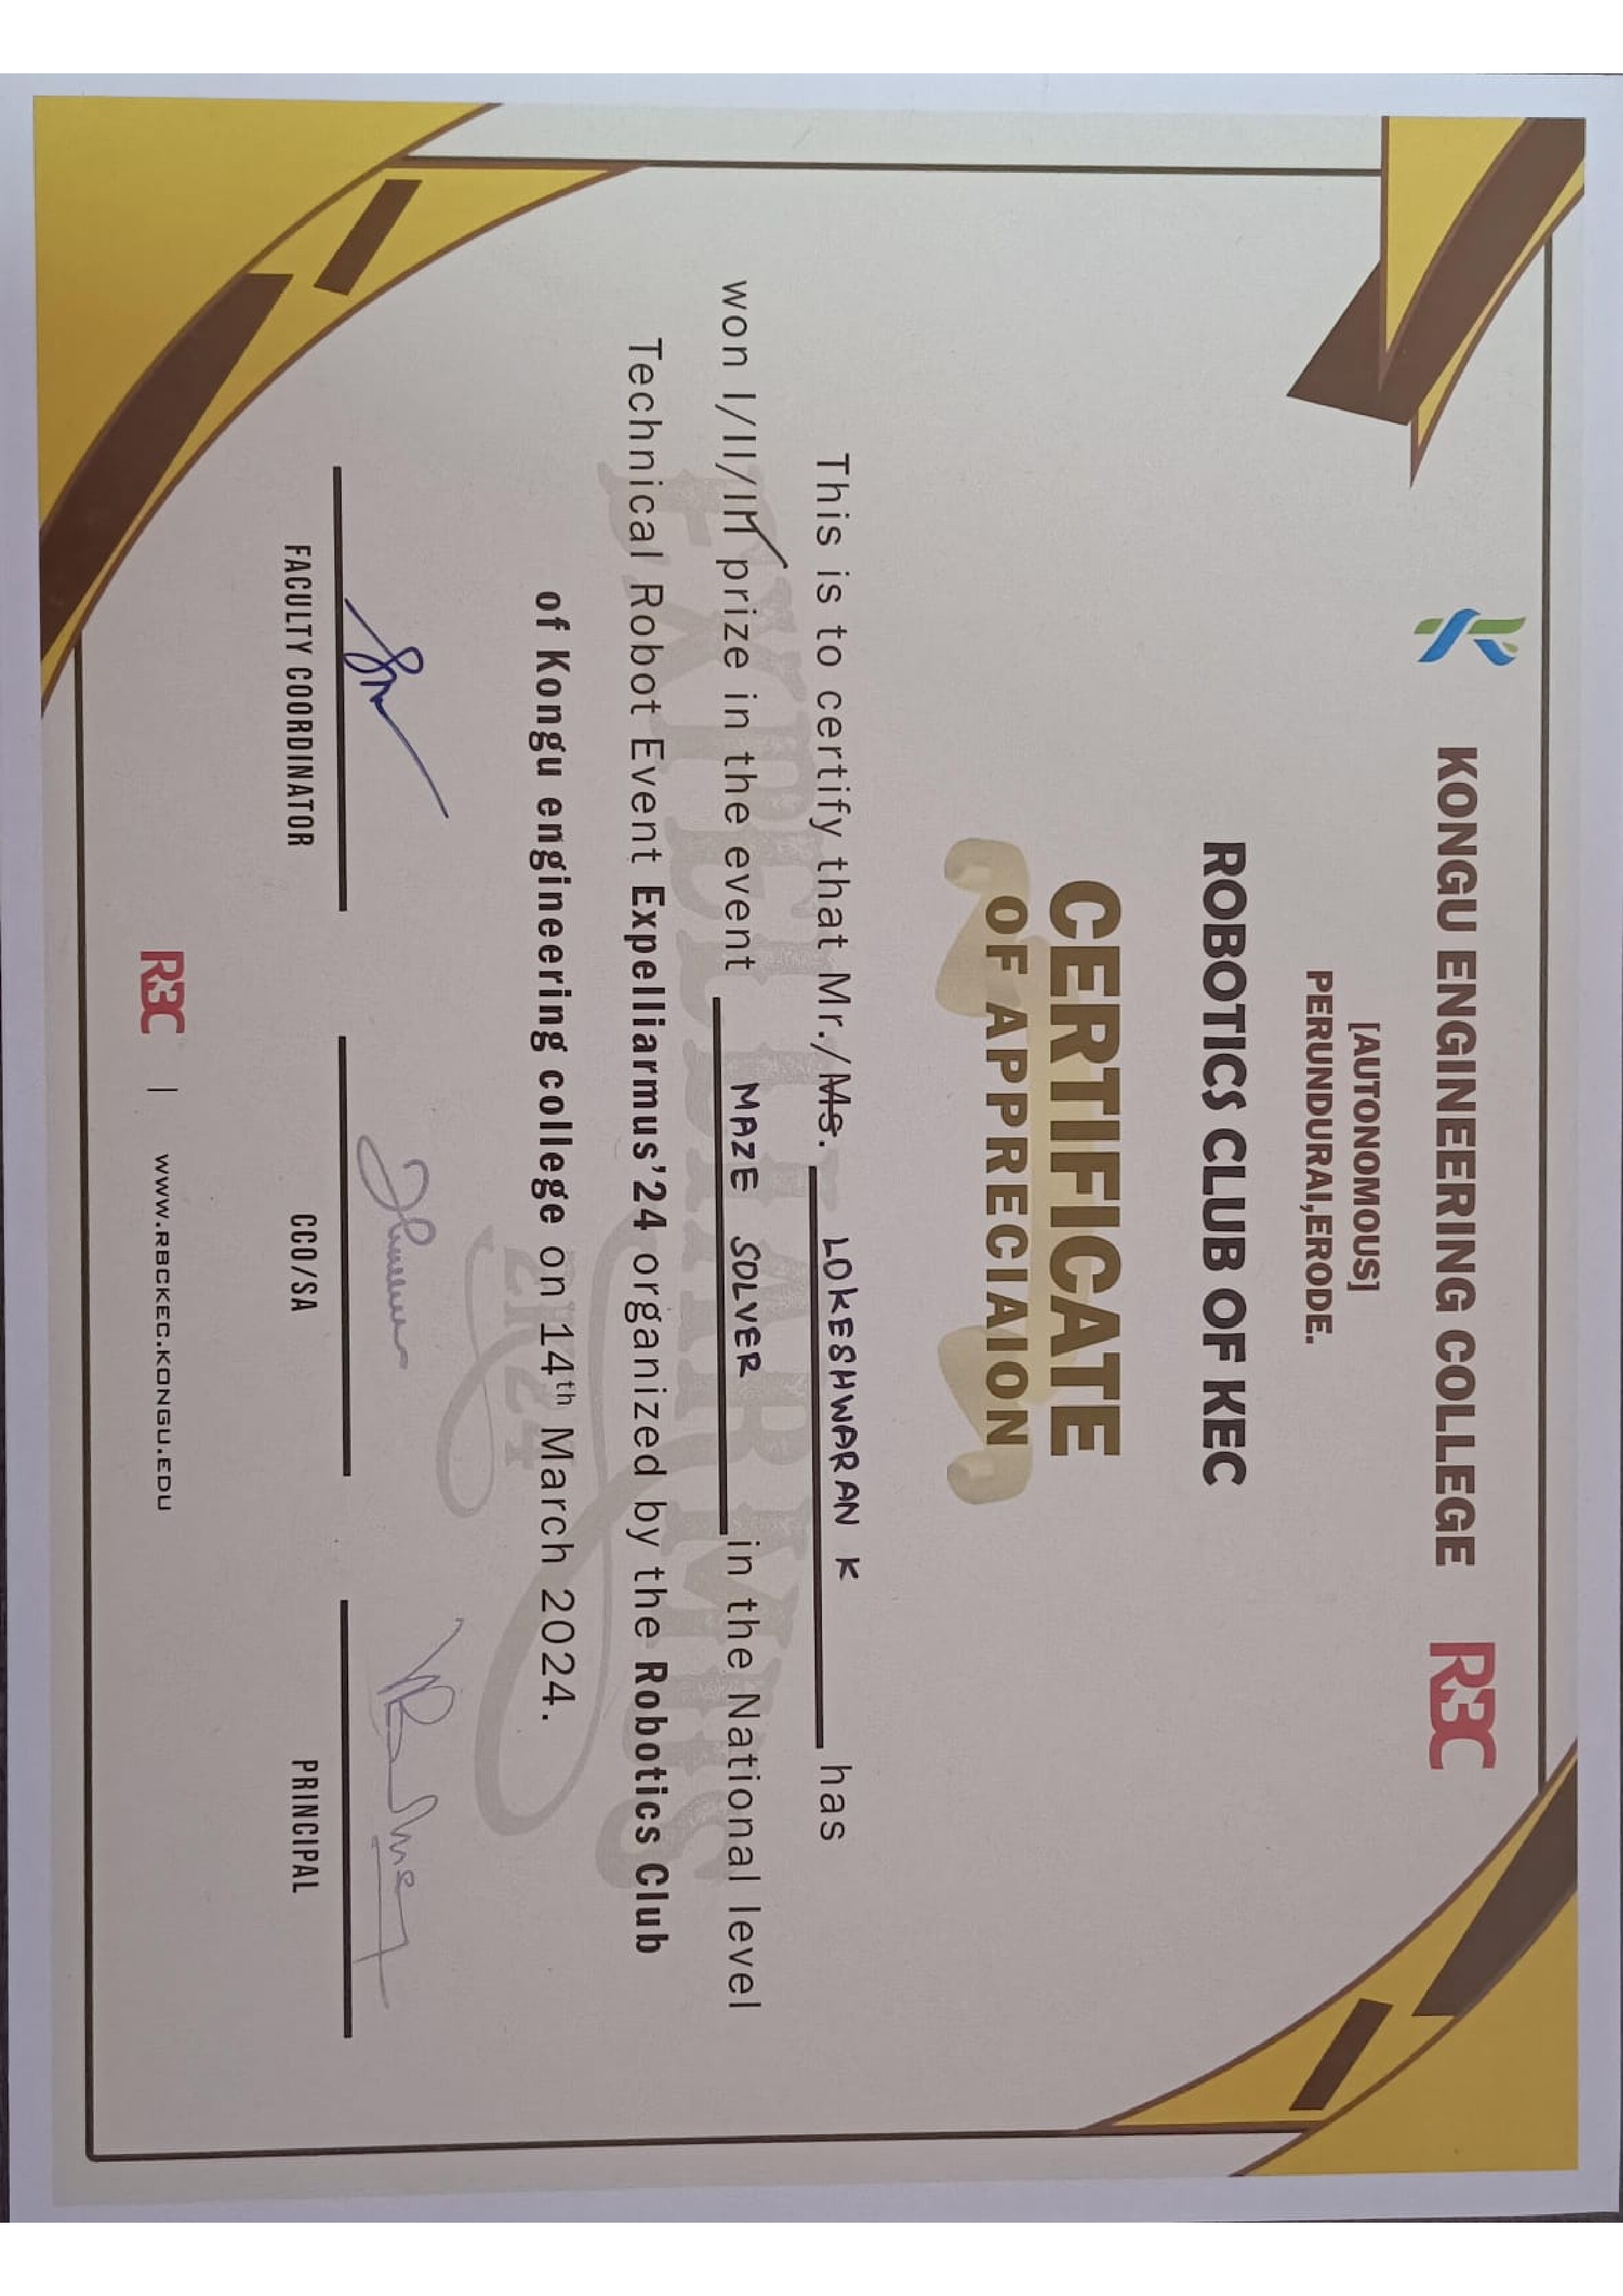 KONGU ENGINEERING COLLEGE RBC
[AUTONOMOUS]
PERUNDURAI,ERODE.
ROBOTICS CLUB OF KEC
CERTIFICATE
OF APPRECIAION
This is to certify that Mr./Ms. LOKESHWARAN K has
won I/II/III prize in the event MAZE SOLVER in the National level
Technical Robot Event Expelliarmus'24 organized by the Robotics Club
of Kongu engineering college on 14th March 2024.
EXPELLIARMUS
2K24
FACULTY COORDINATOR CCO/SA PRINCIPAL
RBC | WWW.RBCKEC.KONGU.EDU